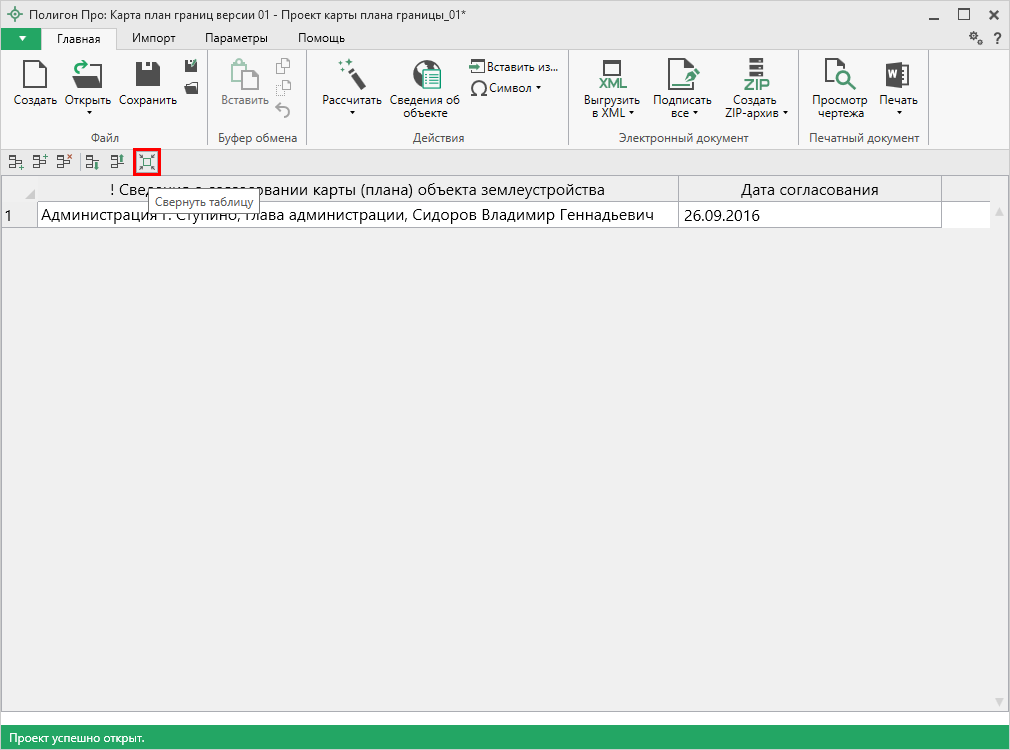 Полигон Про: Карта план границ версии 01 - Проект карты плана границы_01*
Главная Импорт Параметры Помощь
?
Создать Открыть Сохранить
Файл
Вставить
Буфер обмена
Рассчитать Сведения об объекте
Вставить из...
Символ
Действия
XML
Выгрузить в XML
Подписать все
ZIP
Создать ZIP-архив
Электронный документ
Просмотр чертежа
W
Печать
Печатный документ
! Сведения о согласовании карты (плана) объекта землеустройства Дата согласования
Свернуть таблицу
1 Администрация г. Ступино, глава администрации, Сидоров Владимир Геннадьевич 26.09.2016
Проект успешно открыт.